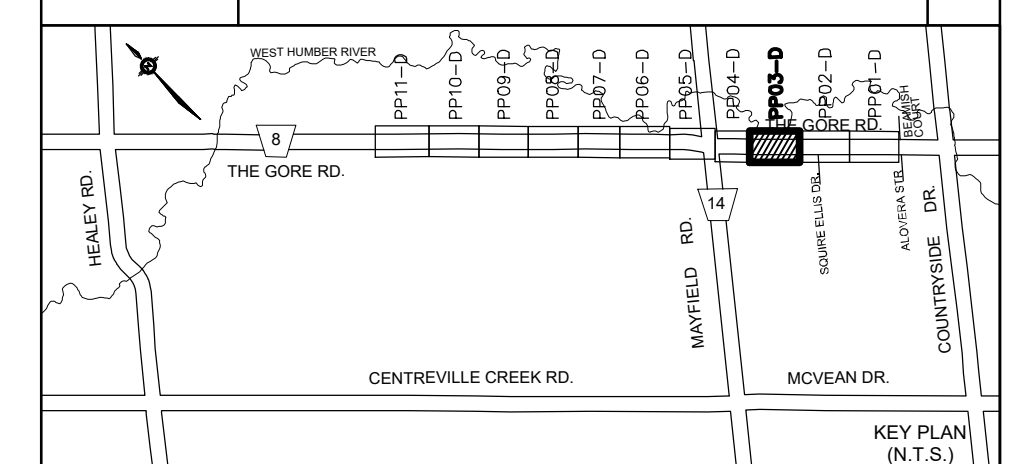 WEST HUMBER RIVER
PP11-D
PP10-D
PP09-D
PP08-D
PP07-D
PP06-D
PP05-D
PP04-D
PP03-D
PP02-D
PP01-D
BEAMISH
COURT
THE GORE RD.
8
THE GORE RD.
HEALEY RD.
14
MAYFIELD RD.
SQUIRE ELLIS DR.
ALOVERA STR
COUNTRYSIDE DR.
CENTREVILLE CREEK RD.
MCVEAN DR.
KEY PLAN
(N.T.S.)